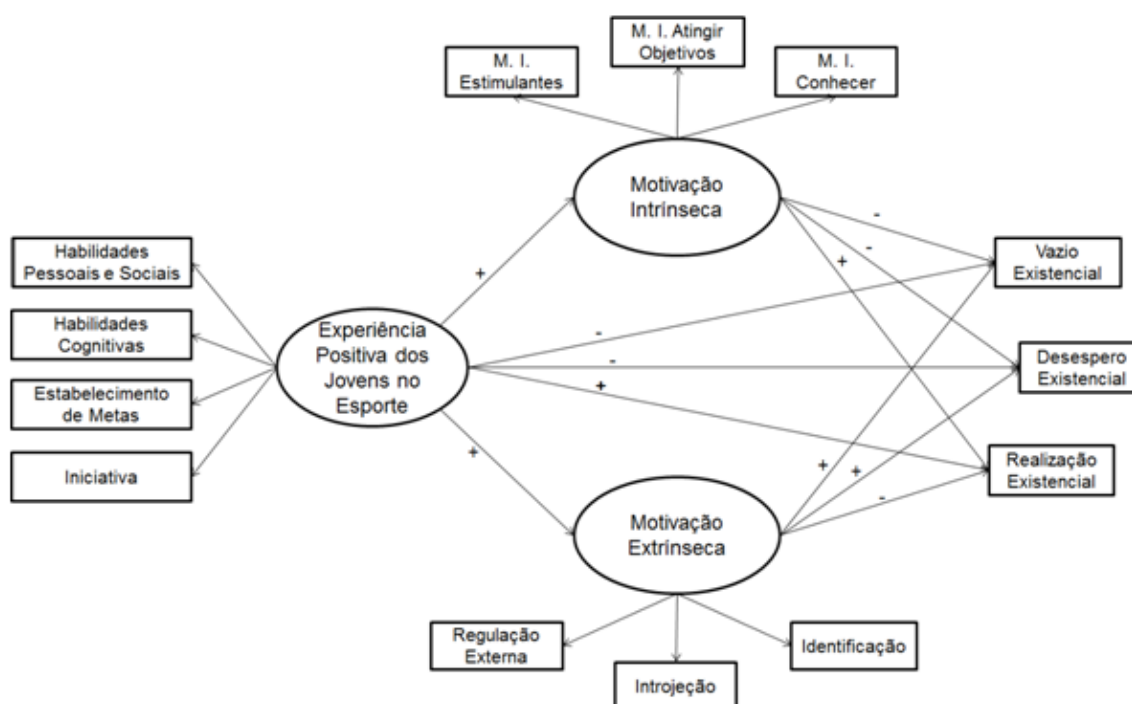 M. I.
Estimulantes
M. I. Atingir
Objetivos
M. I.
Conhecer
Motivação
Intrínseca
Habilidades
Pessoais e Sociais
Habilidades
Cognitivas
Estabelecimento
de Metas
Iniciativa
Experiência
Positiva dos
Jovens no
Esporte
+
+
-
-
+
-
-
+
+
+
-
Vazio
Existencial
Desespero
Existencial
Realização
Existencial
Motivação
Extrínseca
Regulação
Externa
Introjeção
Identificação